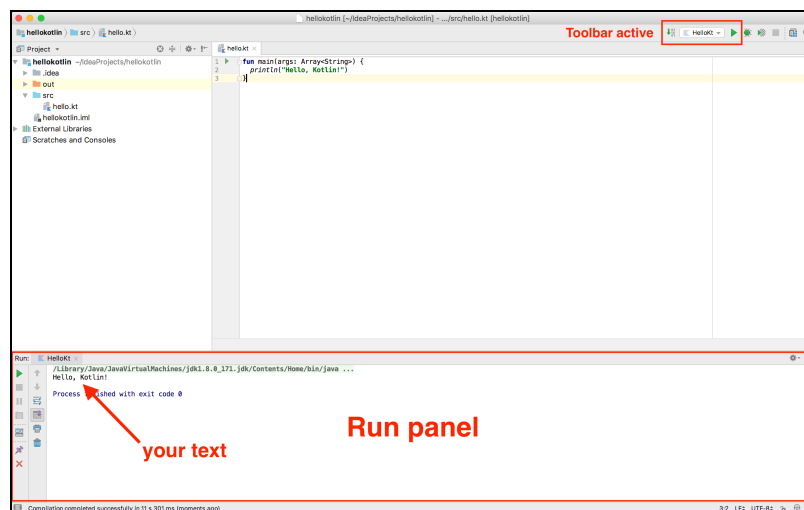 hellokotlin [~/IdeaProjects/hellokotlin] - .../src/hello.kt [hellokotlin]
hellokotlin src hello.kt
Toolbar active
HelloKt
Project
hello.kt
hellokotlin ~/IdeaProjects/hellokotlin
.idea
out
src
hello.kt
hellokotlin.iml
External Libraries
Scratches and Consoles
1 fun main(args: Array<String>) {
2 println("Hello, Kotlin!")
3 }
Run: HelloKt
/Library/Java/JavaVirtualMachines/jdk1.8.0_171.jdk/Contents/Home/bin/java ...
Hello, Kotlin!
Process finished with exit code 0
Run panel
your text
Compilation completed successfully in 11 s 301 ms (moments ago)
3:2 LF÷ UTF-8÷